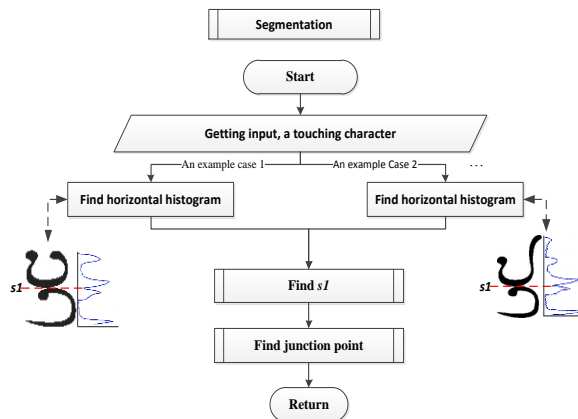 Segmentation
Start
Getting input, a touching character
An example case 1
An example Case 2
...
Find horizontal histogram
Find horizontal histogram
s1
s1
Find s1
Find junction point
Return